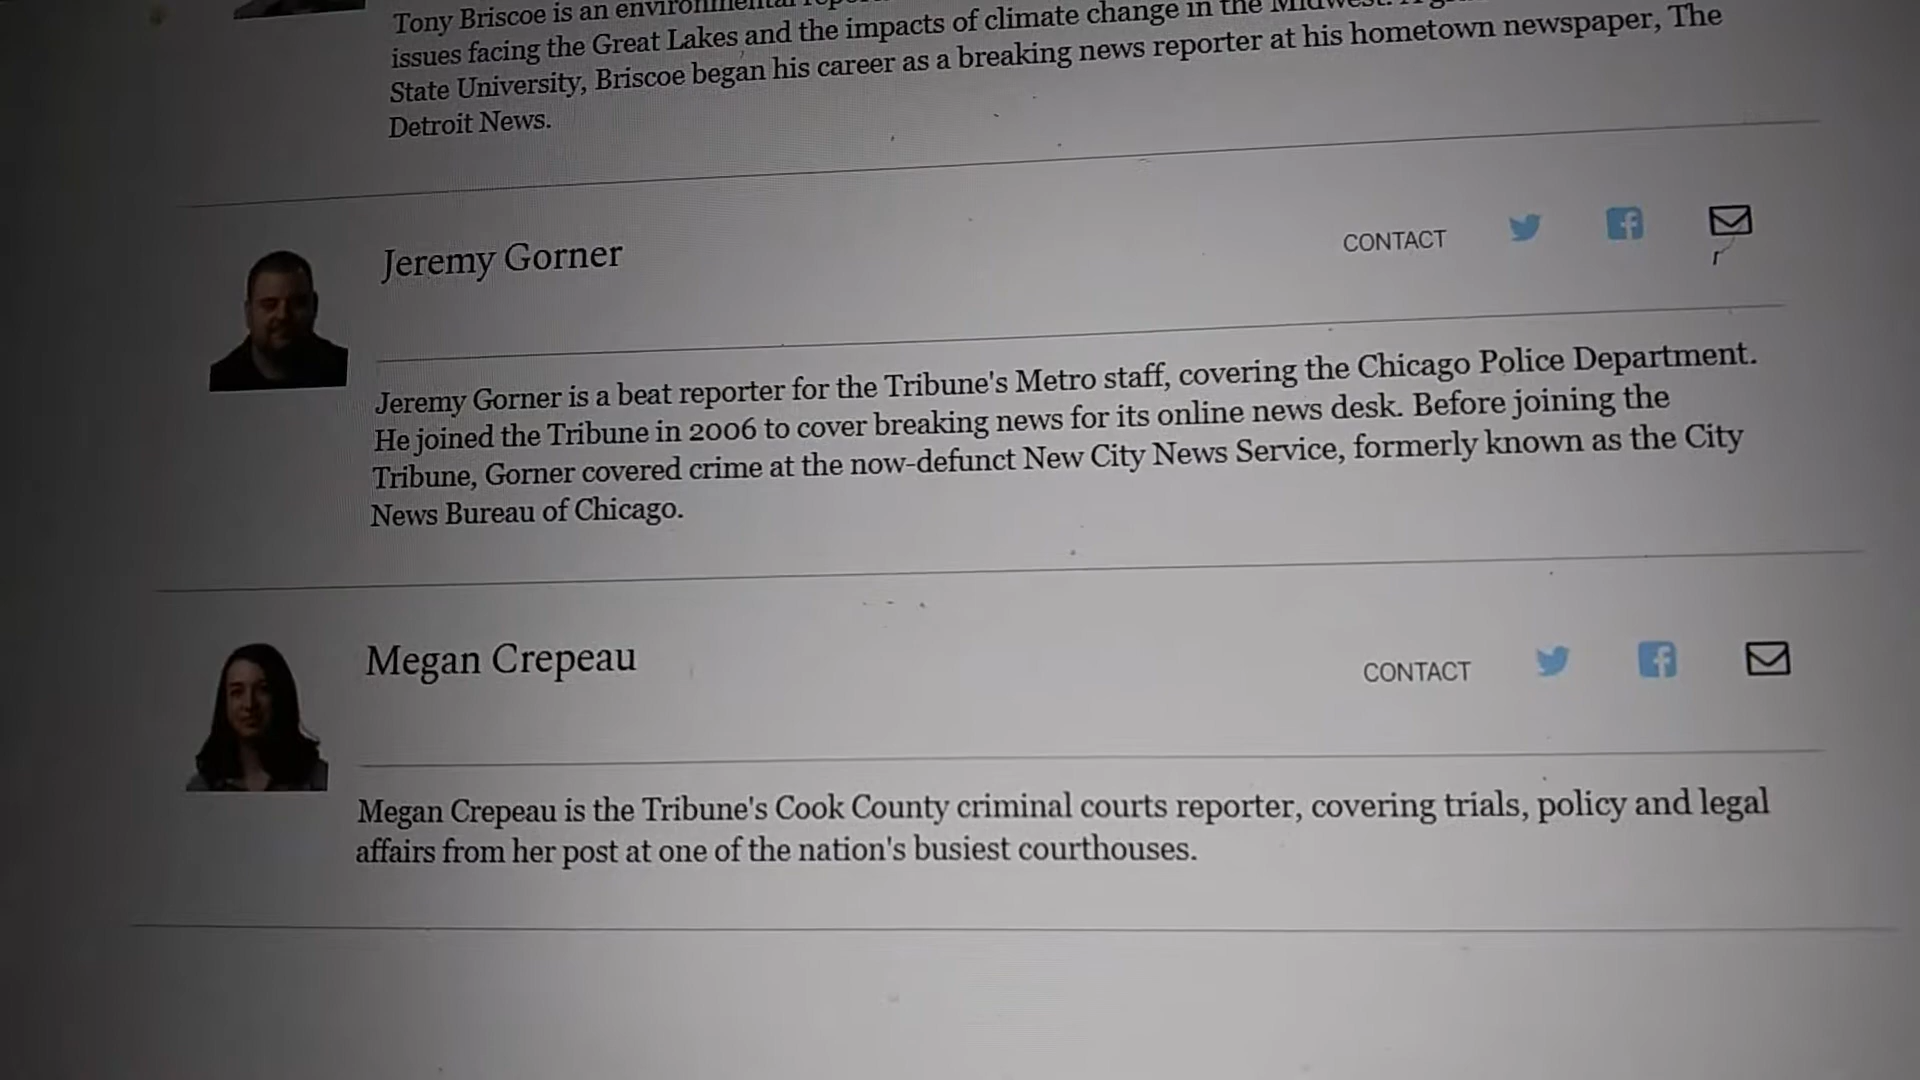 Tony Briscoe is an environmental
issues facing the Great Lakes and the impacts of climate change in the Midwest.
State University, Briscoe began his career as a breaking news reporter at his hometown newspaper, The
Detroit News.
Jeremy Gorner
CONTACT
Jeremy Gorner is a beat reporter for the Tribune's Metro staff, covering the Chicago Police Department.
He joined the Tribune in 2006 to cover breaking news for its online news desk. Before joining the
Tribune, Gorner covered crime at the now-defunct New City News Service, formerly known as the City
News Bureau of Chicago.
Megan Crepeau
CONTACT
Megan Crepeau is the Tribune's Cook County criminal courts reporter, covering trials, policy and legal
affairs from her post at one of the nation's busiest courthouses.